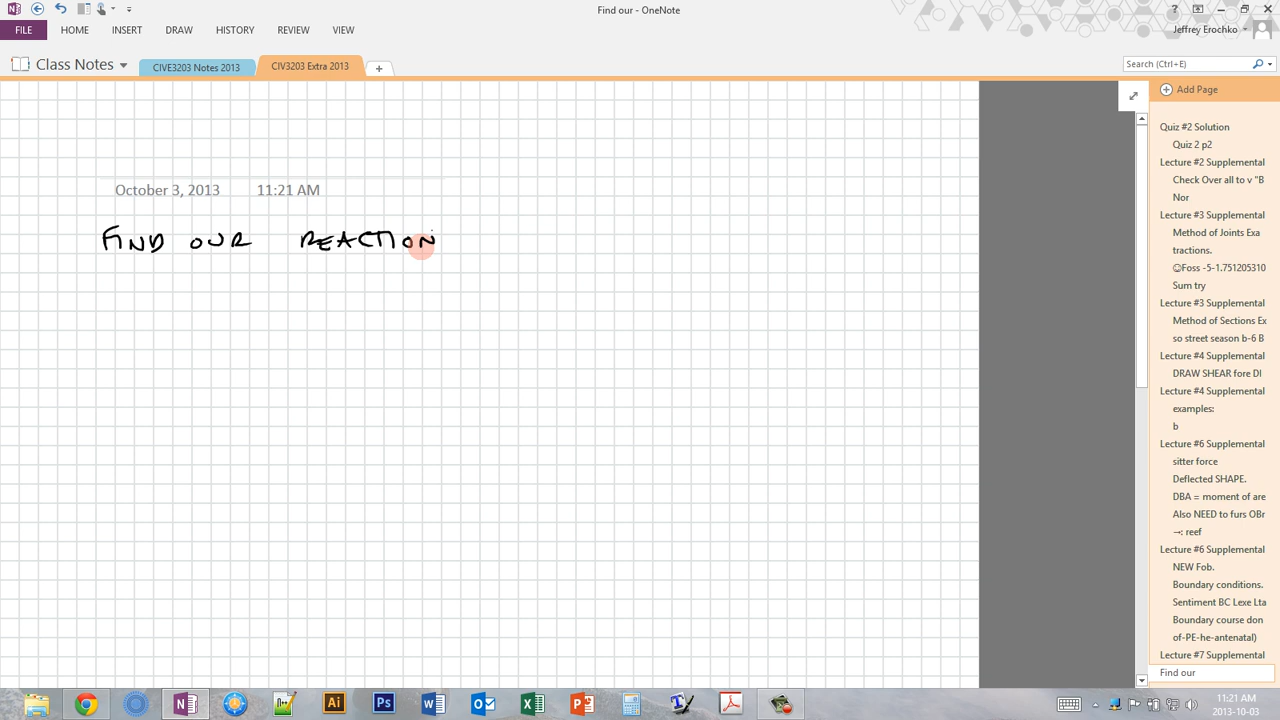 Find our - OneNote
FILE HOME INSERT DRAW HISTORY REVIEW VIEW
Jeffrey Erochko
Class Notes
CIVE3203 Notes 2013
CIV3203 Extra 2013
Search (Ctrl+E)
Add Page
October 3, 2013 11:21 AM
FIND OUR REACTION
Quiz #2 Solution
Quiz 2 p2
Lecture #2 Supplemental
Check Over all to v "B
Nor
Lecture #3 Supplemental
Method of Joints Exa
tractions.
☺Foss -5-1.751205310
Sum try
Lecture #3 Supplemental
Method of Sections Ex
so street season b-6 B
Lecture #4 Supplemental
DRAW SHEAR fore DI
Lecture #4 Supplemental
examples:
b
Lecture #6 Supplemental
sitter force
Deflected SHAPE.
DBA = moment of are
Also NEED to furs OBr
→: reef
Lecture #6 Supplemental
NEW Fob.
Boundary conditions.
Sentiment BC Lexe Lta
Boundary course don
of-PE-he-antenatal)
Lecture #7 Supplemental
Find our
11:21 AM
2013-10-03